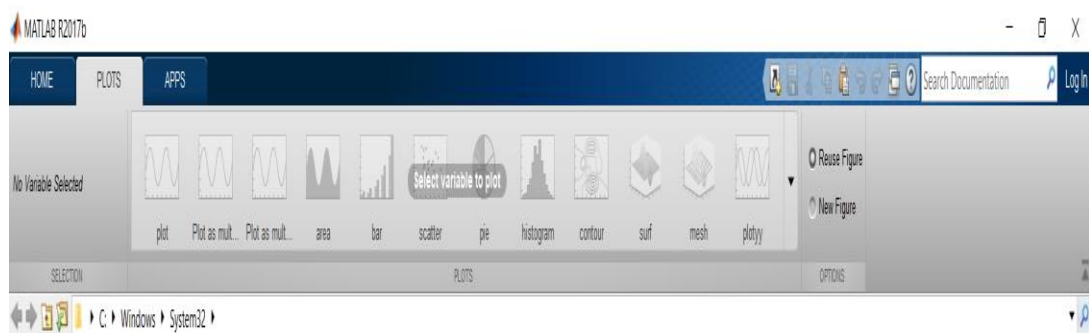 MATLAB R2017b
HOME PLOTS APPS
Search Documentation
Log In
No Variable Selected
Select variable to plot
plot Plot as mult... Plot as mult... area bar scatter pie histogram contour surf mesh plotyy
Reuse Figure
New Figure
SELECTION PLOTS OPTIONS
C: Windows System32